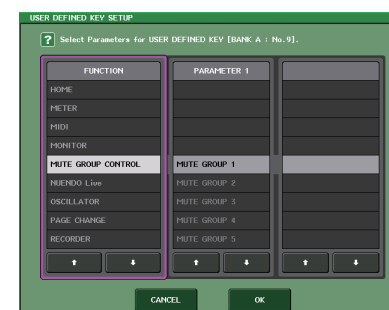 USER DEFINED KEY SETUP
? Select Parameters for USER DEFINED KEY [BANK A : No.9].
FUNCTION PARAMETER 1
HOME
METER
MIDI
MONITOR
MUTE GROUP CONTROL MUTE GROUP 1
NUENDO Live MUTE GROUP 2
OSCILLATOR MUTE GROUP 3
PAGE CHANGE MUTE GROUP 4
RECORDER MUTE GROUP 5
CANCEL OK